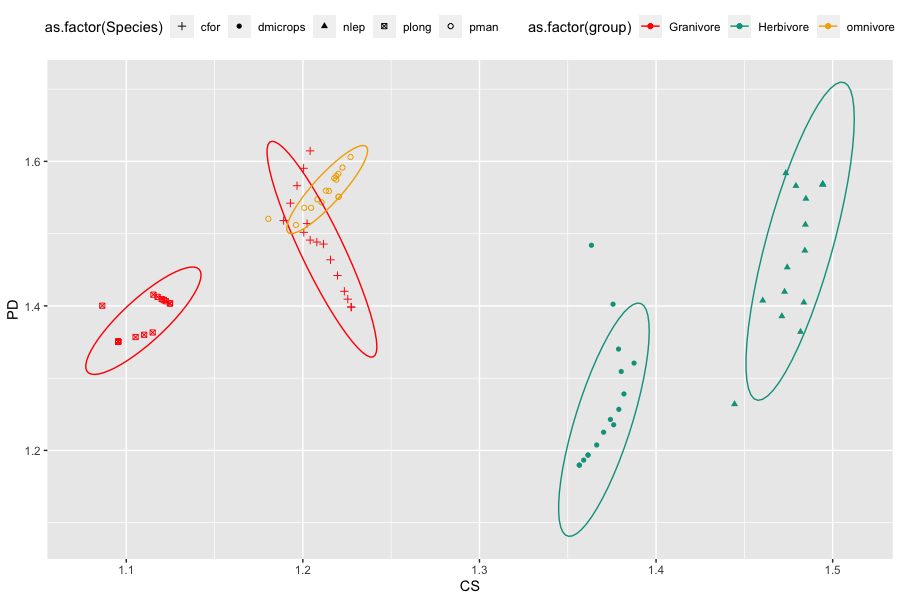 as.factor(Species) cfor dmicrops nlep plong pman as.factor(group) Granivore Herbivore omnivore
PD
1.6
1.4
1.2
1.1 1.2 1.3 1.4 1.5
CS